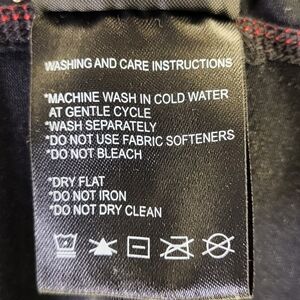 WASHING AND CARE INSTRUCTIONS
*MACHINE WASH IN COLD WATER
AT GENTLE CYCLE
*WASH SEPARATELY
*DO NOT USE FABRIC SOFTENERS
*DO NOT BLEACH
*DRY FLAT
*DO NOT IRON
*DO NOT DRY CLEAN